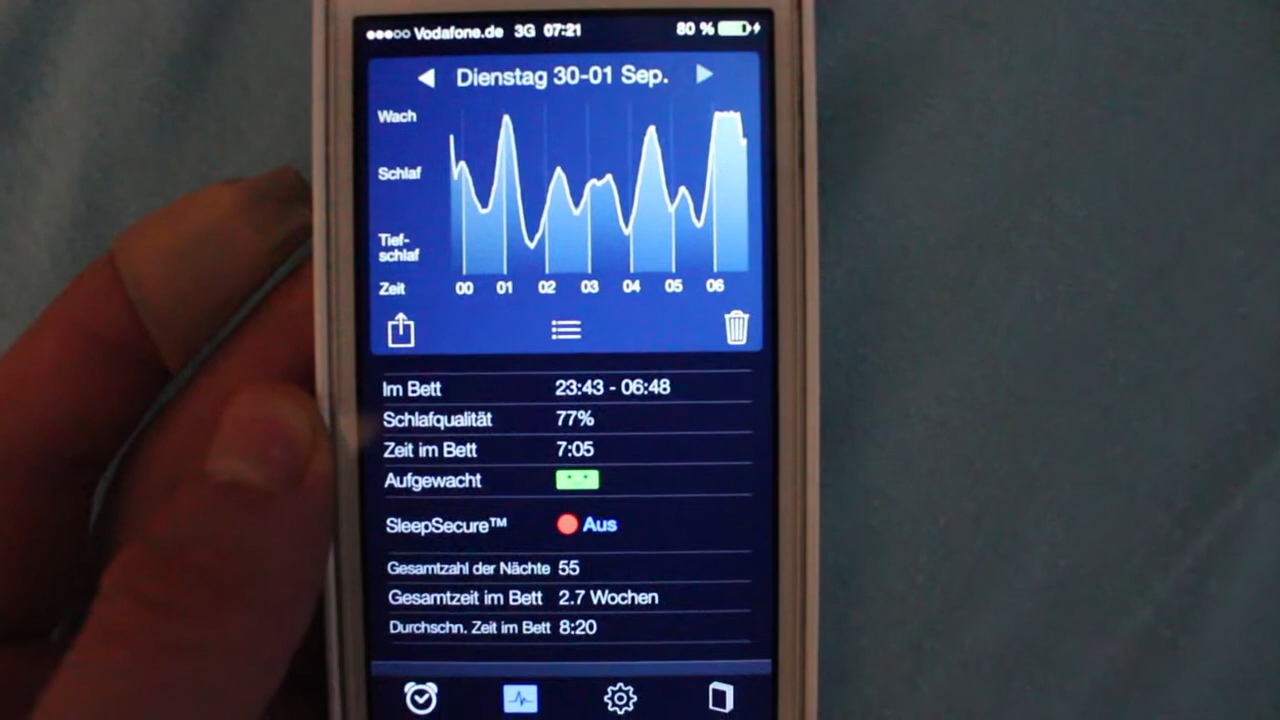 Vodafone.de 3G 07:21 80 %
Dienstag 30-01 Sep.
Wach
Schlaf
Tief-
schlaf
Zeit 00 01 02 03 04 05 06
Im Bett 23:43 - 06:48
Schlafqualität 77%
Zeit im Bett 7:05
Aufgewacht
SleepSecure™ Aus
Gesamtzahl der Nächte 55
Gesamtzeit im Bett 2.7 Wochen
Durchschn. Zeit im Bett 8:20